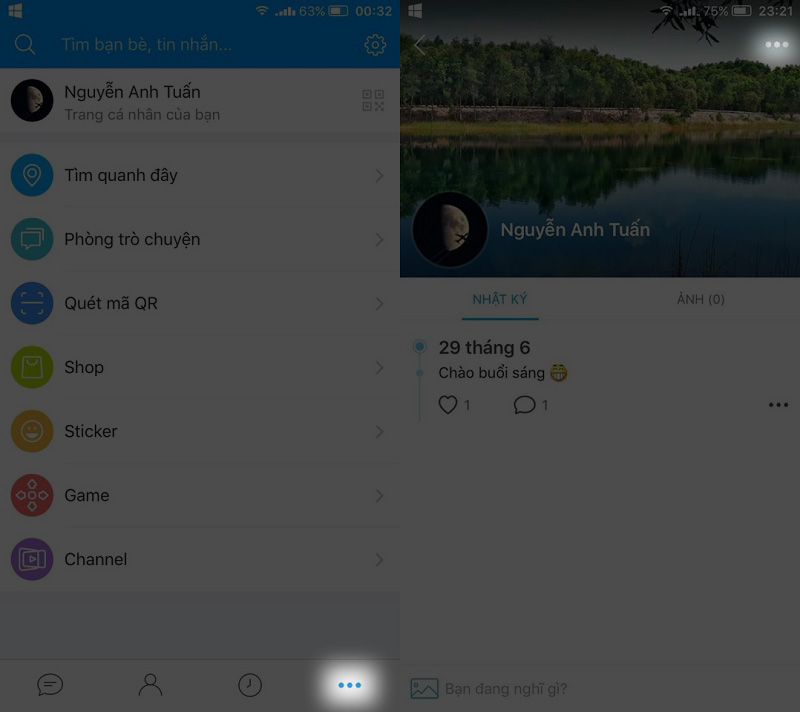 63% 00:32
Tìm bạn bè, tin nhắn...
Nguyễn Anh Tuấn
Trang cá nhân của bạn
Tìm quanh đây
Phòng trò chuyện
Quét mã QR
Shop
Sticker
Game
Channel
75% 23:21
Nguyễn Anh Tuấn
NHẬT KÝ
ẢNH (0)
29 tháng 6
Chào buổi sáng 😁
1 1
Bạn đang nghĩ gì?